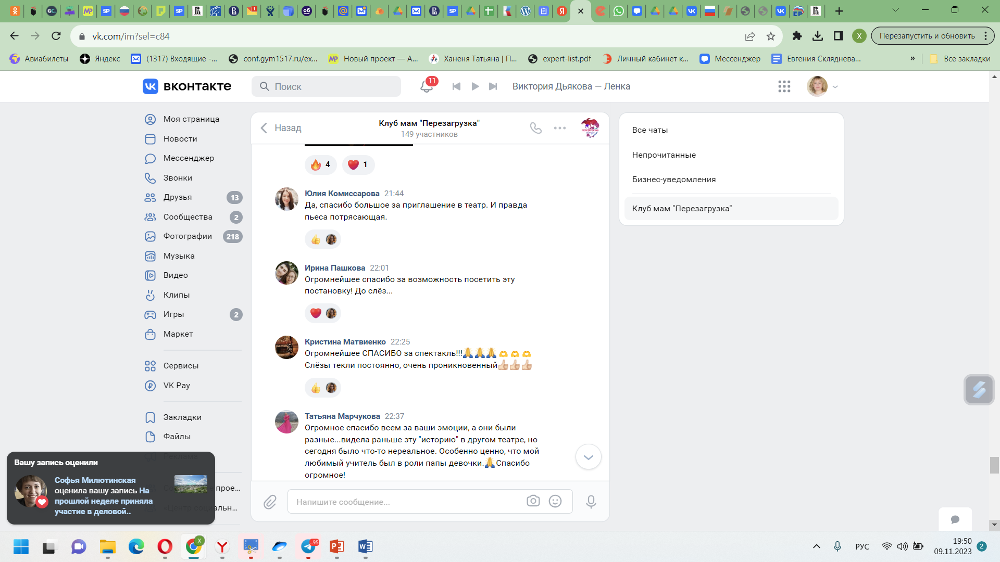 vk.com/im?sel=c84
Перезапустить и обновить
Авиабилеты
Яндекс
(1317) Входящие -...
conf.gym1517.ru/ex...
Новый проект — A...
Ханеня Татьяна | П...
expert-list.pdf
Личный кабинет к...
Мессенджер
Евгения Скляднева...
»
Все закладки
вконтакте
Поиск
11
Виктория Дьякова — Ленка
Моя страница
Новости
Мессенджер
Звонки
Друзья 13
Сообщества 2
Фотографии 218
Музыка
Видео
Клипы
Игры 2
Маркет
Сервисы
VK Pay
Закладки
Файлы
Реклама
Назад
Клуб мам "Перезагрузка"
149 участников
4 1
Юлия Комиссарова 21:44
Да, спасибо большое за приглашение в театр. И правда
пьеса потрясающая.
Ирина Пашкова 22:01
Огромнейшее спасибо за возможность посетить эту
постановку! До слёз...
Кристина Матвиенко 22:25
Огромнейшее СПАСИБО за спектакль!!!🙏🙏🙏🫶🫶🫶
Слёзы текли постоянно, очень проникновенный👍🏻👍🏻👍🏻
Татьяна Марчукова 22:37
Огромное спасибо всем за ваши эмоции, а они были
разные...видела раньше эту "историю" в другом театре, но
сегодня было что-то нереальное. Особенно ценно, что мой
любимый учитель был в роли папы девочки.🙏Спасибо
огромное!
Напишите сообщение...
Все чаты
Непрочитанные
Бизнес-уведомления
Клуб мам "Перезагрузка"
Вашу запись оценили
Софья Милютинская
оценила вашу запись На
прошлой неделе приняла
участие в деловой..
РУС
19:50
09.11.2023
2